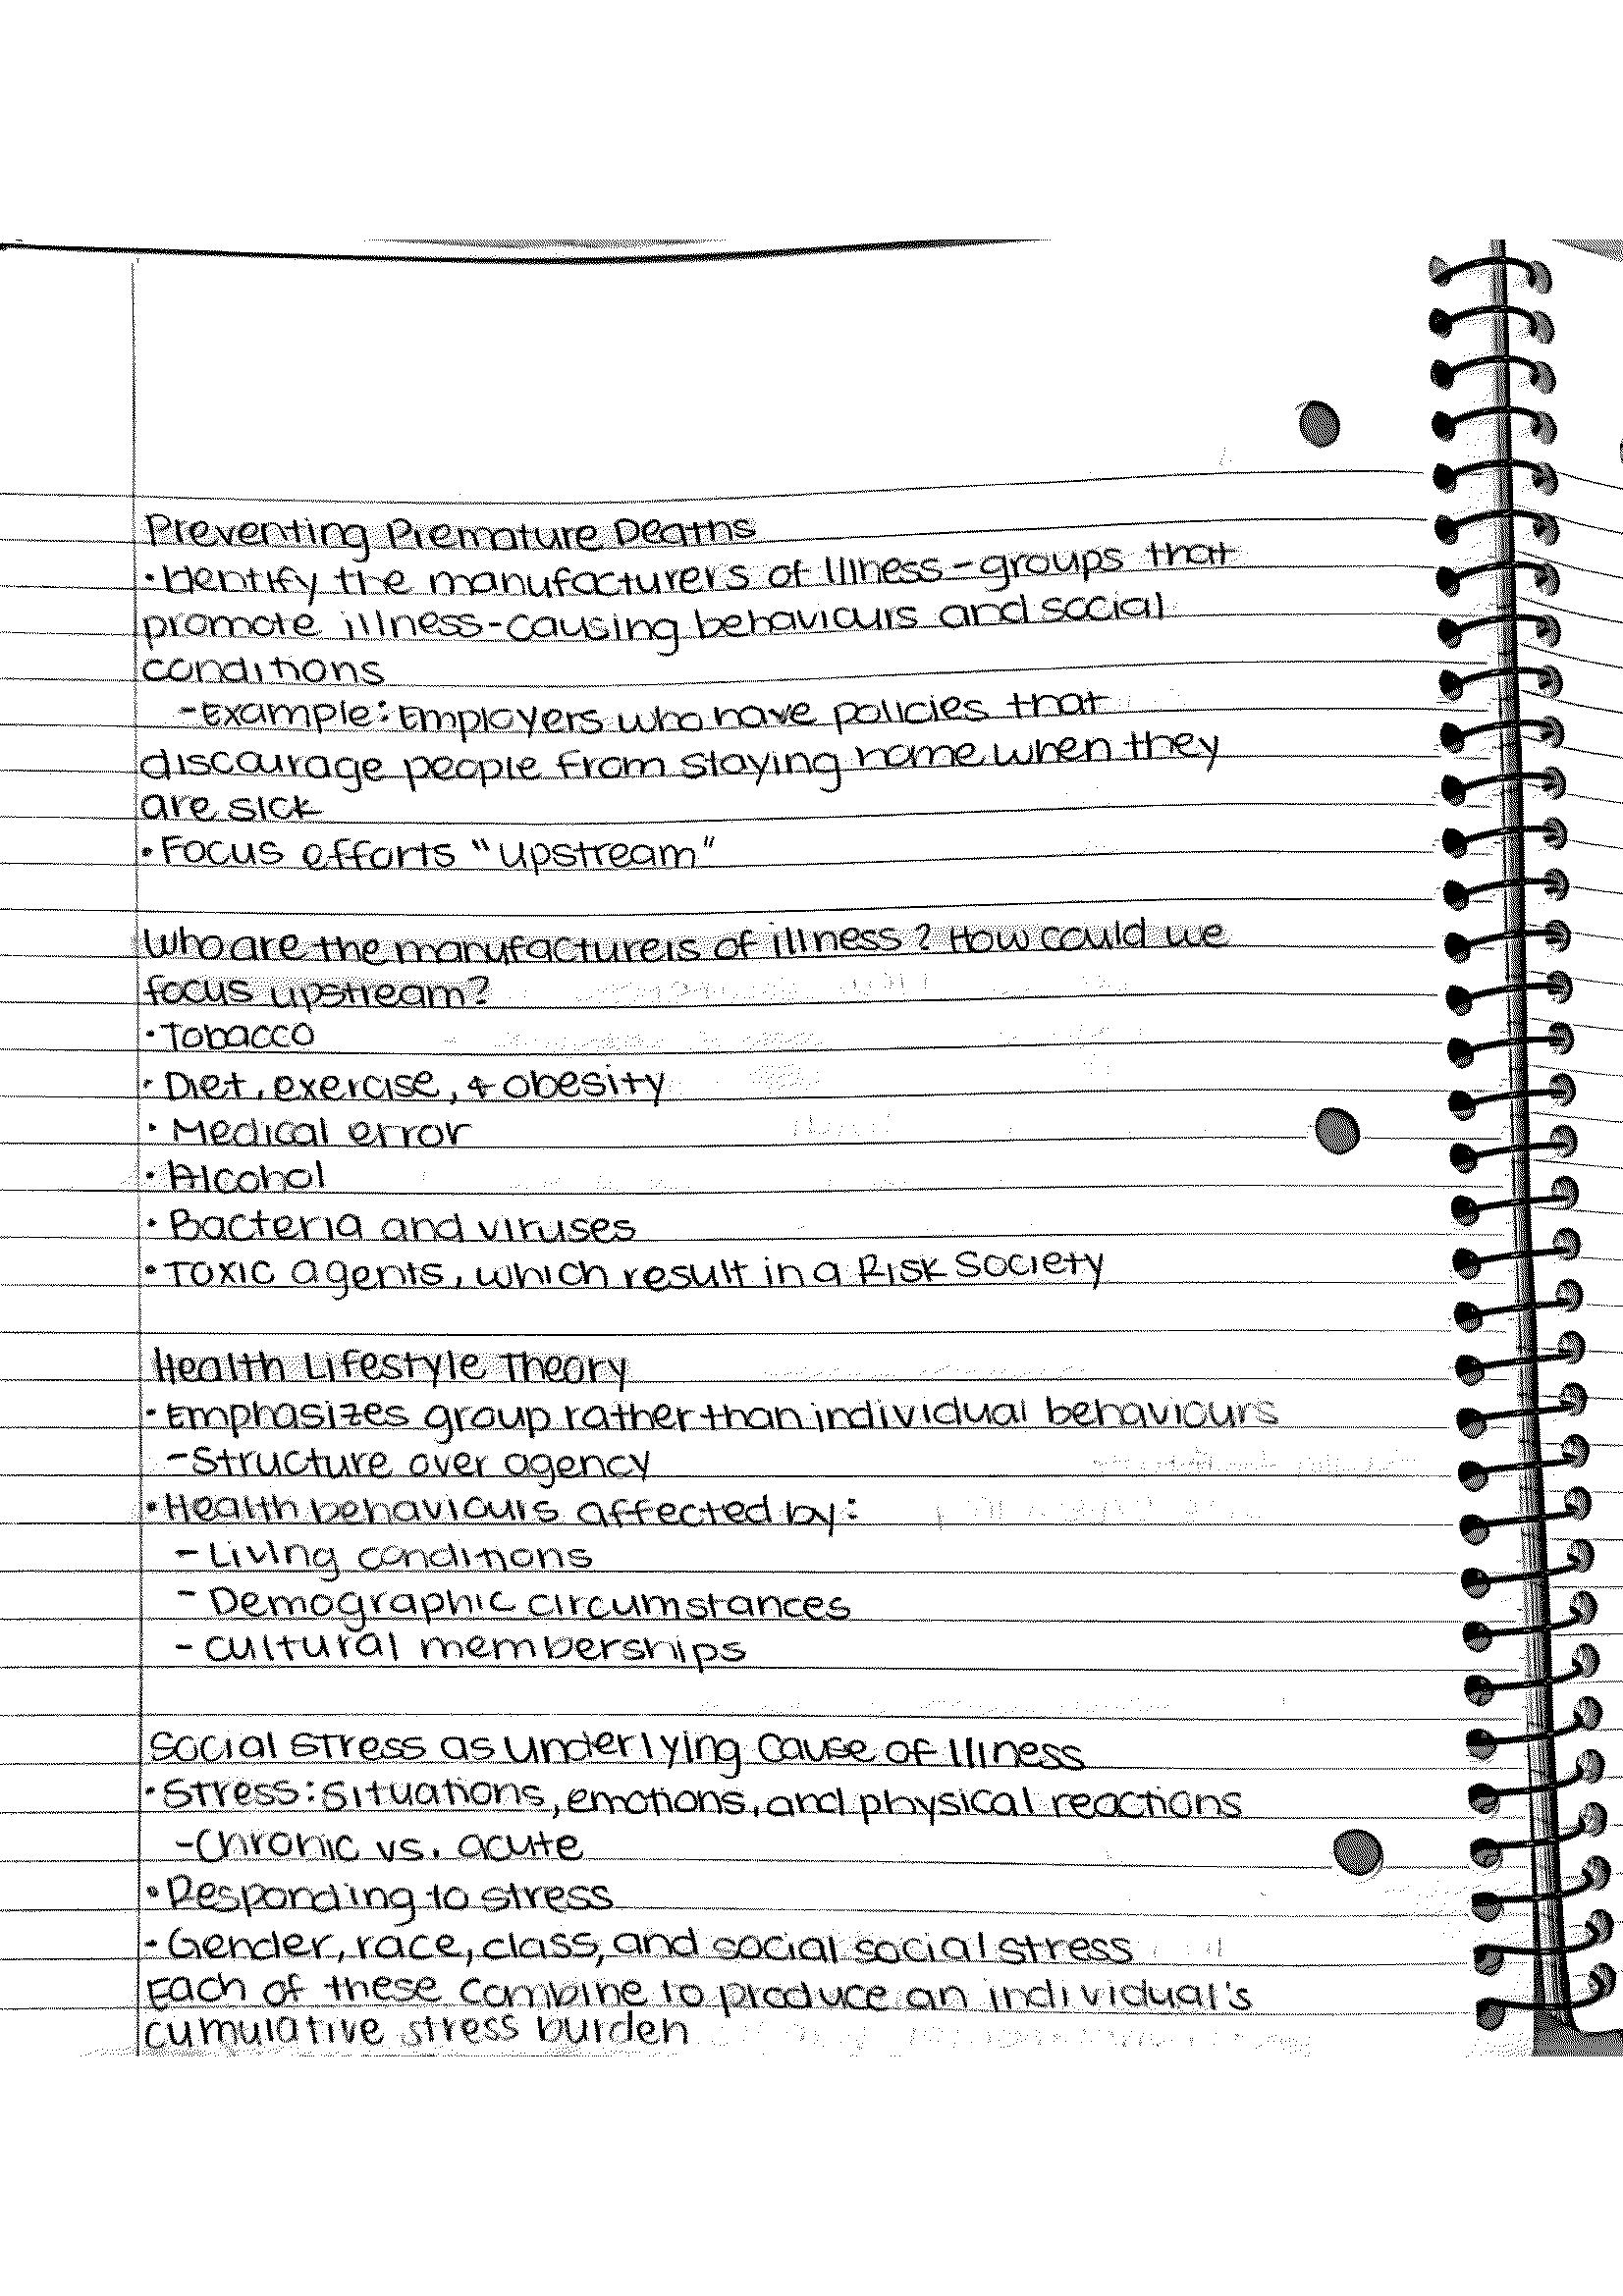 Preventing Premature Deaths
• Identify the manufacturers of Illness - groups that
promote illness-causing behaviours and social
conditions
- Example: Employers who have policies that
discourage people from staying home when they
are sick
• Focus efforts "upstream"
Who are the manufacturers of illness? How could we
focus upstream?
• Tobacco
• Diet, exercise, & obesity
• Medical error
• Alcohol
• Bacteria and viruses
• Toxic agents, which result in a Risk Society
Health Lifestyle Theory
• Emphasizes group rather than individual behaviours
- Structure over agency
• Health behaviours affected by:
- Living conditions
- Demographic circumstances
- Cultural memberships
Social Stress as Underlying Cause of Illness
• Stress: Situations, emotions, and physical reactions
- Chronic vs. acute
• Responding to stress
• Gender, race, class, and social social stress
Each of these combine to produce an individual's
cumulative stress burden